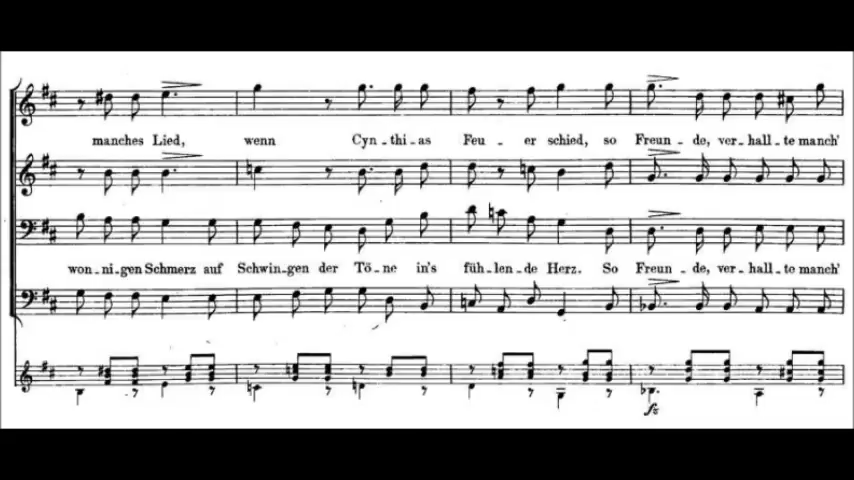 manches Lied, wenn Cyn-thi-as Feu-er schied, so Freun-de, ver-hall-te manch'
won-ni-gen Schmerz auf Schwin-gen der Tö-ne in's füh-len-de Herz. So Freun-de, ver-hall-te manch'
fz